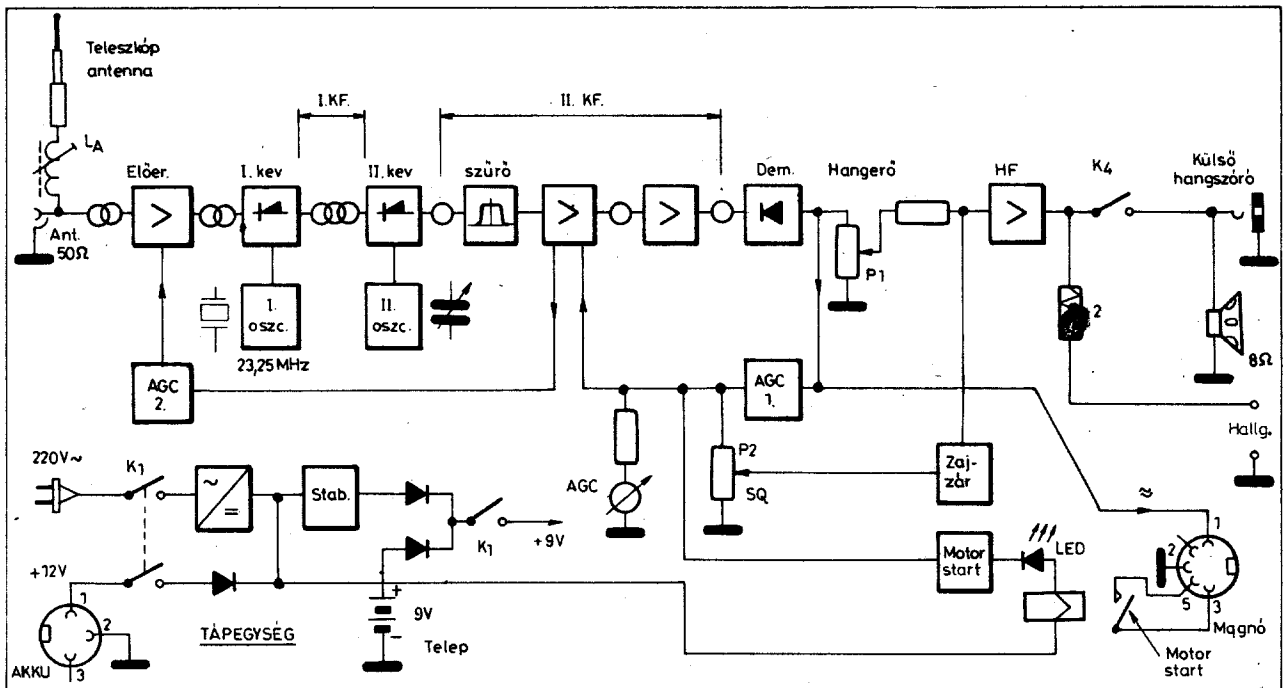 Teleszkóp
antenna
I.KF.
II. KF.
LA
Előer.
I. kev
II. kev
szűrő
Dem.
Hangerő
HF
K4
Külső
hangszóró
Ant.
50Ω
P1
I.
oszc.
II.
oszc.
23,25MHz
2
8Ω
AGC
2.
AGC
1.
Hallg.
220V~
K1
~
=
Stab.
K1
+9V
AGC
P2
SQ
Zaj-
zár
≈
+12V
1
2
3
AKKU
TÁPEGYSÉG
+
9V
-
Telep
Motor
start
LED
1
2
5
3
Magnó
Motor
start